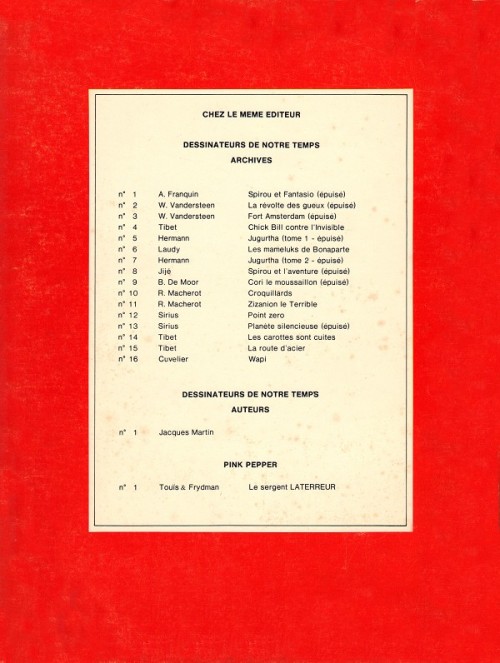 CHEZ LE MEME EDITEUR
DESSINATEURS DE NOTRE TEMPS
ARCHIVES
n° 1 A. Franquin Spirou et Fantasio (épuisé)
n° 2 W. Vandersteen La révolte des gueux (épuisé)
n° 3 W. Vandersteen Fort Amsterdam (épuisé)
n° 4 Tibet Chick Bill contre l'Invisible
n° 5 Hermann Jugurtha (tome 1 - épuisé)
n° 6 Laudy Les mameluks de Bonaparte
n° 7 Hermann Jugurtha (tome 2 - épuisé)
n° 8 Jijé Spirou et l'aventure (épuisé)
n° 9 B. De Moor Cori le moussaillon (épuisé)
n° 10 R. Macherot Croquillards
n° 11 R. Macherot Zizanion le Terrible
n° 12 Sirius Point zero
n° 13 Sirius Planète silencieuse (épuisé)
n° 14 Tibet Les carottes sont cuites
n° 15 Tibet La route d'acier
n° 16 Cuvelier Wapi
DESSINATEURS DE NOTRE TEMPS
AUTEURS
n° 1 Jacques Martin
PINK PEPPER
n° 1 Touïs & Frydman Le sergent LATERREUR